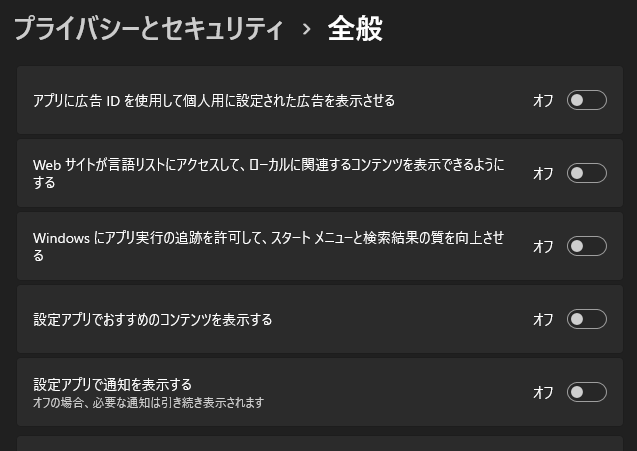 プライバシーとセキュリティ › 全般
アプリに広告 ID を使用して個人用に設定された広告を表示させる
オフ
Web サイトが言語リストにアクセスして、ローカルに関連するコンテンツを表示できるように
する
オフ
Windows にアプリ実行の追跡を許可して、スタート メニューと検索結果の質を向上させ
る
オフ
設定アプリでおすすめのコンテンツを表示する
オフ
設定アプリで通知を表示する
オフの場合、必要な通知は引き続き表示されます
オフ